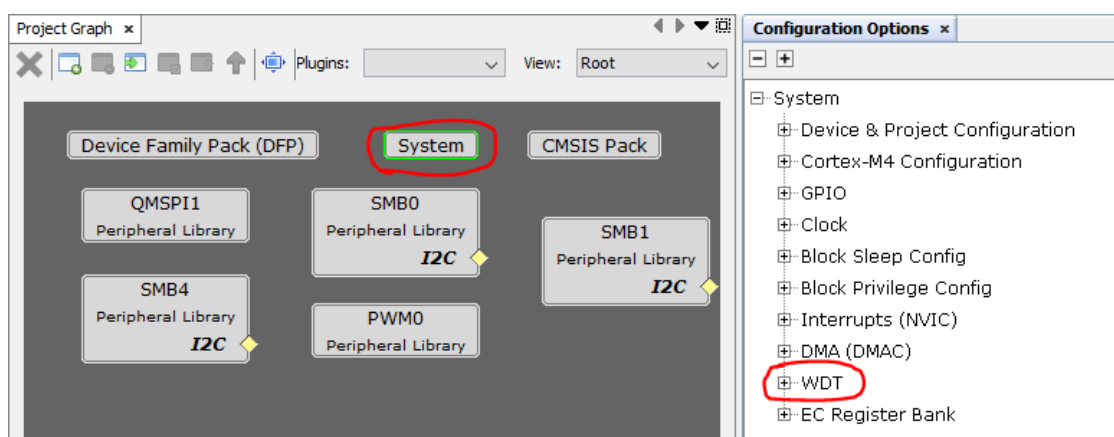 Project Graph ×
Plugins:
View: Root
Device Family Pack (DFP)
System
CMSIS Pack
QMSPI1
Peripheral Library
SMB0
Peripheral Library
I2C
SMB1
Peripheral Library
I2C
SMB4
Peripheral Library
I2C
PWM0
Peripheral Library
Configuration Options ×
System
Device & Project Configuration
Cortex-M4 Configuration
GPIO
Clock
Block Sleep Config
Block Privilege Config
Interrupts (NVIC)
DMA (DMAC)
WDT
EC Register Bank